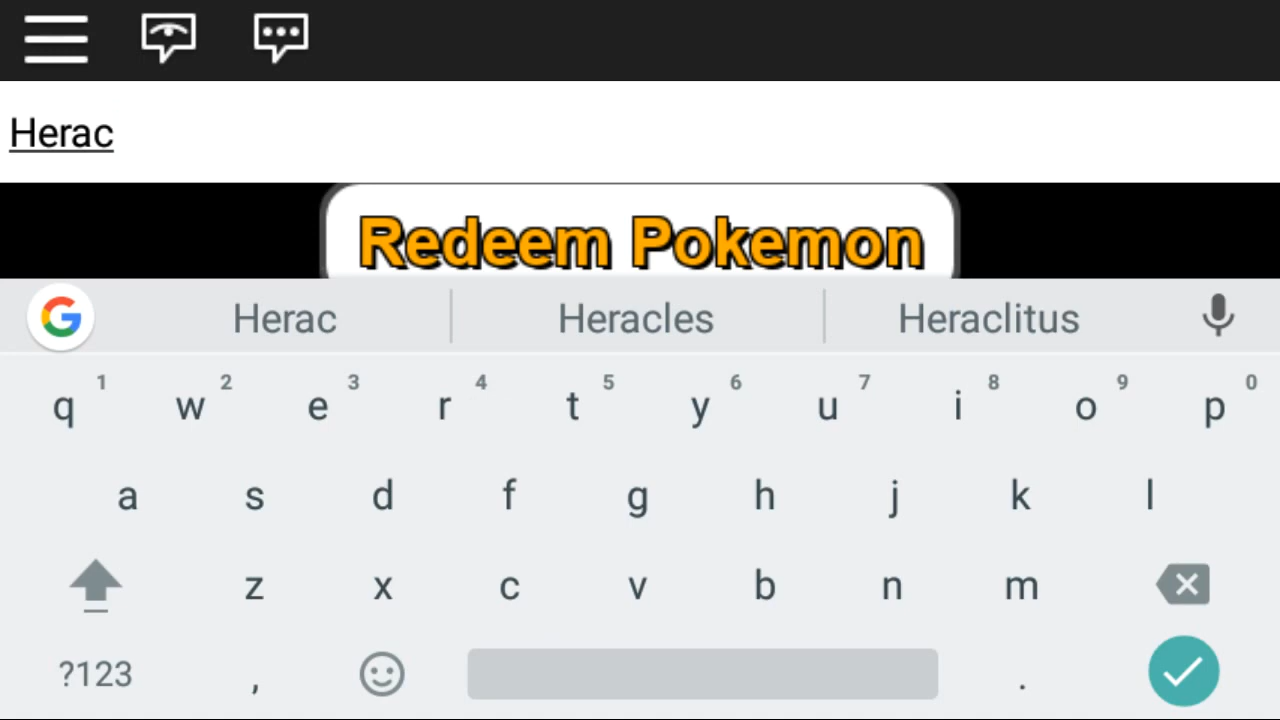 Herac
Redeem Pokemon
G Herac Heracles Heraclitus
q 1 w 2 e 3 r 4 t 5 y 6 u 7 i 8 o 9 p 0
a s d f g h j k l
z x c v b n m
?123 , .